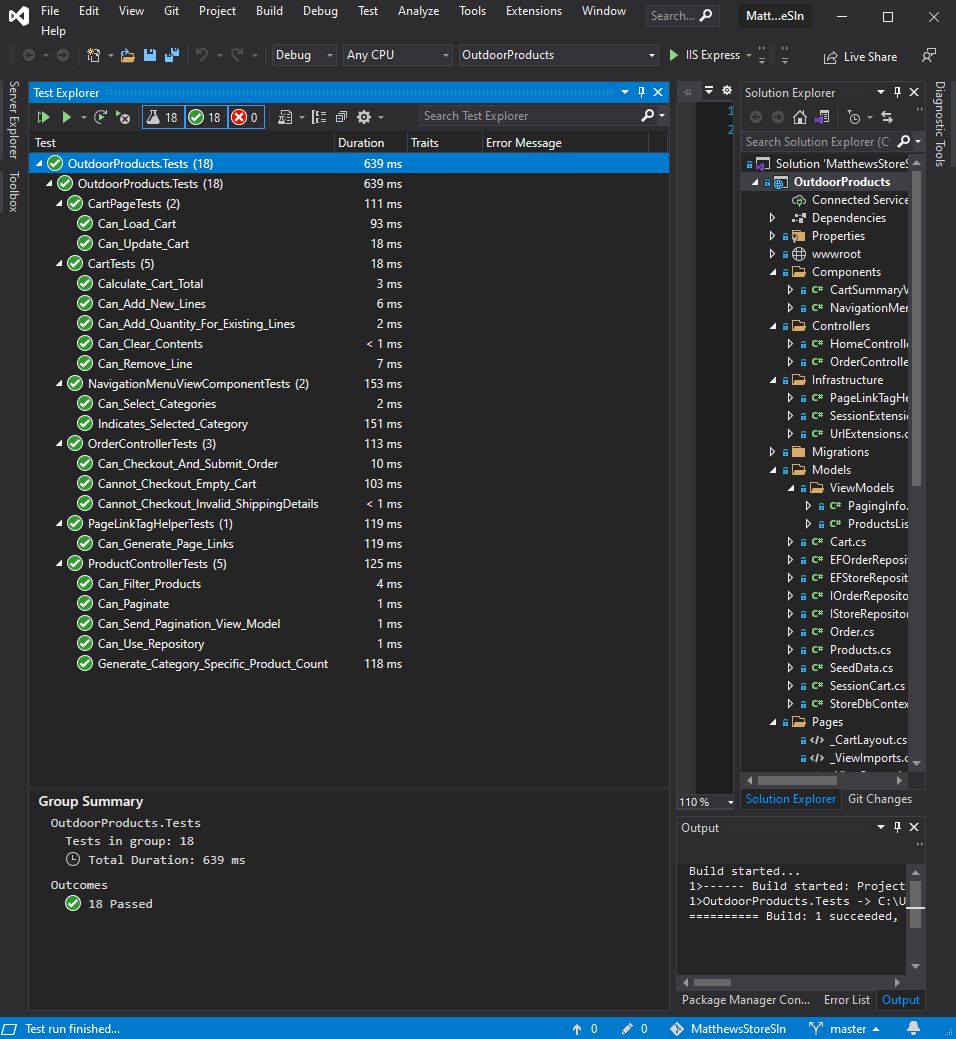 File Edit View Git Project Build Debug Test Analyze Tools Extensions Window Search... Matt...eSln
Help
Debug Any CPU OutdoorProducts IIS Express Live Share
Server Explorer
Toolbox
Test Explorer
18 18 0 Search Test Explorer
Test Duration Traits Error Message
OutdoorProducts.Tests (18) 639 ms
OutdoorProducts.Tests (18) 639 ms
CartPageTests (2) 111 ms
Can_Load_Cart 93 ms
Can_Update_Cart 18 ms
CartTests (5) 18 ms
Calculate_Cart_Total 3 ms
Can_Add_New_Lines 6 ms
Can_Add_Quantity_For_Existing_Lines 2 ms
Can_Clear_Contents < 1 ms
Can_Remove_Line 7 ms
NavigationMenuViewComponentTests (2) 153 ms
Can_Select_Categories 2 ms
Indicates_Selected_Category 151 ms
OrderControllerTests (3) 113 ms
Can_Checkout_And_Submit_Order 10 ms
Cannot_Checkout_Empty_Cart 103 ms
Cannot_Checkout_Invalid_ShippingDetails < 1 ms
PageLinkTagHelperTests (1) 119 ms
Can_Generate_Page_Links 119 ms
ProductControllerTests (5) 125 ms
Can_Filter_Products 4 ms
Can_Paginate 1 ms
Can_Send_Pagination_View_Model 1 ms
Can_Use_Repository 1 ms
Generate_Category_Specific_Product_Count 118 ms
Group Summary
OutdoorProducts.Tests
Tests in group: 18
Total Duration: 639 ms
Outcomes
18 Passed
1
2
110 %
Solution Explorer
Search Solution Explorer (C
Solution 'MatthewsStoreS
OutdoorProducts
Connected Service
Dependencies
Properties
wwwroot
Components
C# CartSummaryV
C# NavigationMer
Controllers
C# HomeControlle
C# OrderControlle
Infrastructure
C# PageLinkTagHe
C# SessionExtensi
C# UrlExtensions.c
Migrations
Models
ViewModels
C# PagingInfo.
C# ProductsLis
C# Cart.cs
C# EFOrderReposit
C# EFStoreReposit
C# IOrderReposito
C# IStoreRepositor
C# Order.cs
C# Products.cs
C# SeedData.cs
C# SessionCart.cs
C# StoreDbContex
Pages
_CartLayout.cs
_ViewImports.c
Solution Explorer Git Changes
Diagnostic Tools
Output
Build started...
1>------ Build started: Project
1>OutdoorProducts.Tests -> C:\U
========== Build: 1 succeeded,
Package Manager Con... Error List Output
Test run finished... 0 0 MatthewsStoreSln master